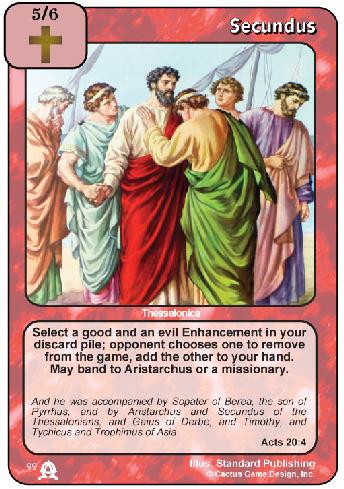 5/6
Secundus
Thessalonica
Select a good and an evil Enhancement in your
discard pile; opponent chooses one to remove
from the game, add the other to your hand.
May band to Aristarchus or a missionary.
And he was accompanied by Sopater of Berea, the son of
Pyrrhus, and by Aristarchus and Secundus of the
Thessalonians, and Gaius of Derbe, and Timothy, and
Tychicus and Trophimus of Asia
Acts 20:4
99
Illus. Standard Publishing
© Cactus Game Design, Inc.